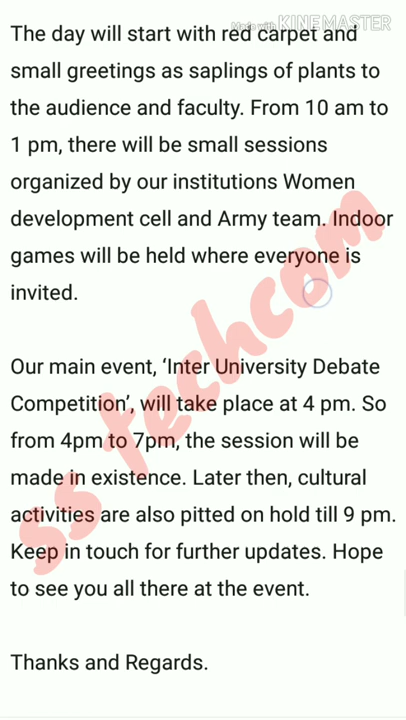 Made with KINEMASTER
The day will start with red carpet and
small greetings as saplings of plants to
the audience and faculty. From 10 am to
1 pm, there will be small sessions
organized by our institutions Women
development cell and Army team. Indoor
games will be held where everyone is
invited.
Our main event, ‘Inter University Debate
Competition’, will take place at 4 pm. So
from 4pm to 7pm, the session will be
made in existence. Later then, cultural
activities are also pitted on hold till 9 pm.
Keep in touch for further updates. Hope
to see you all there at the event.
Thanks and Regards.
ss techcom